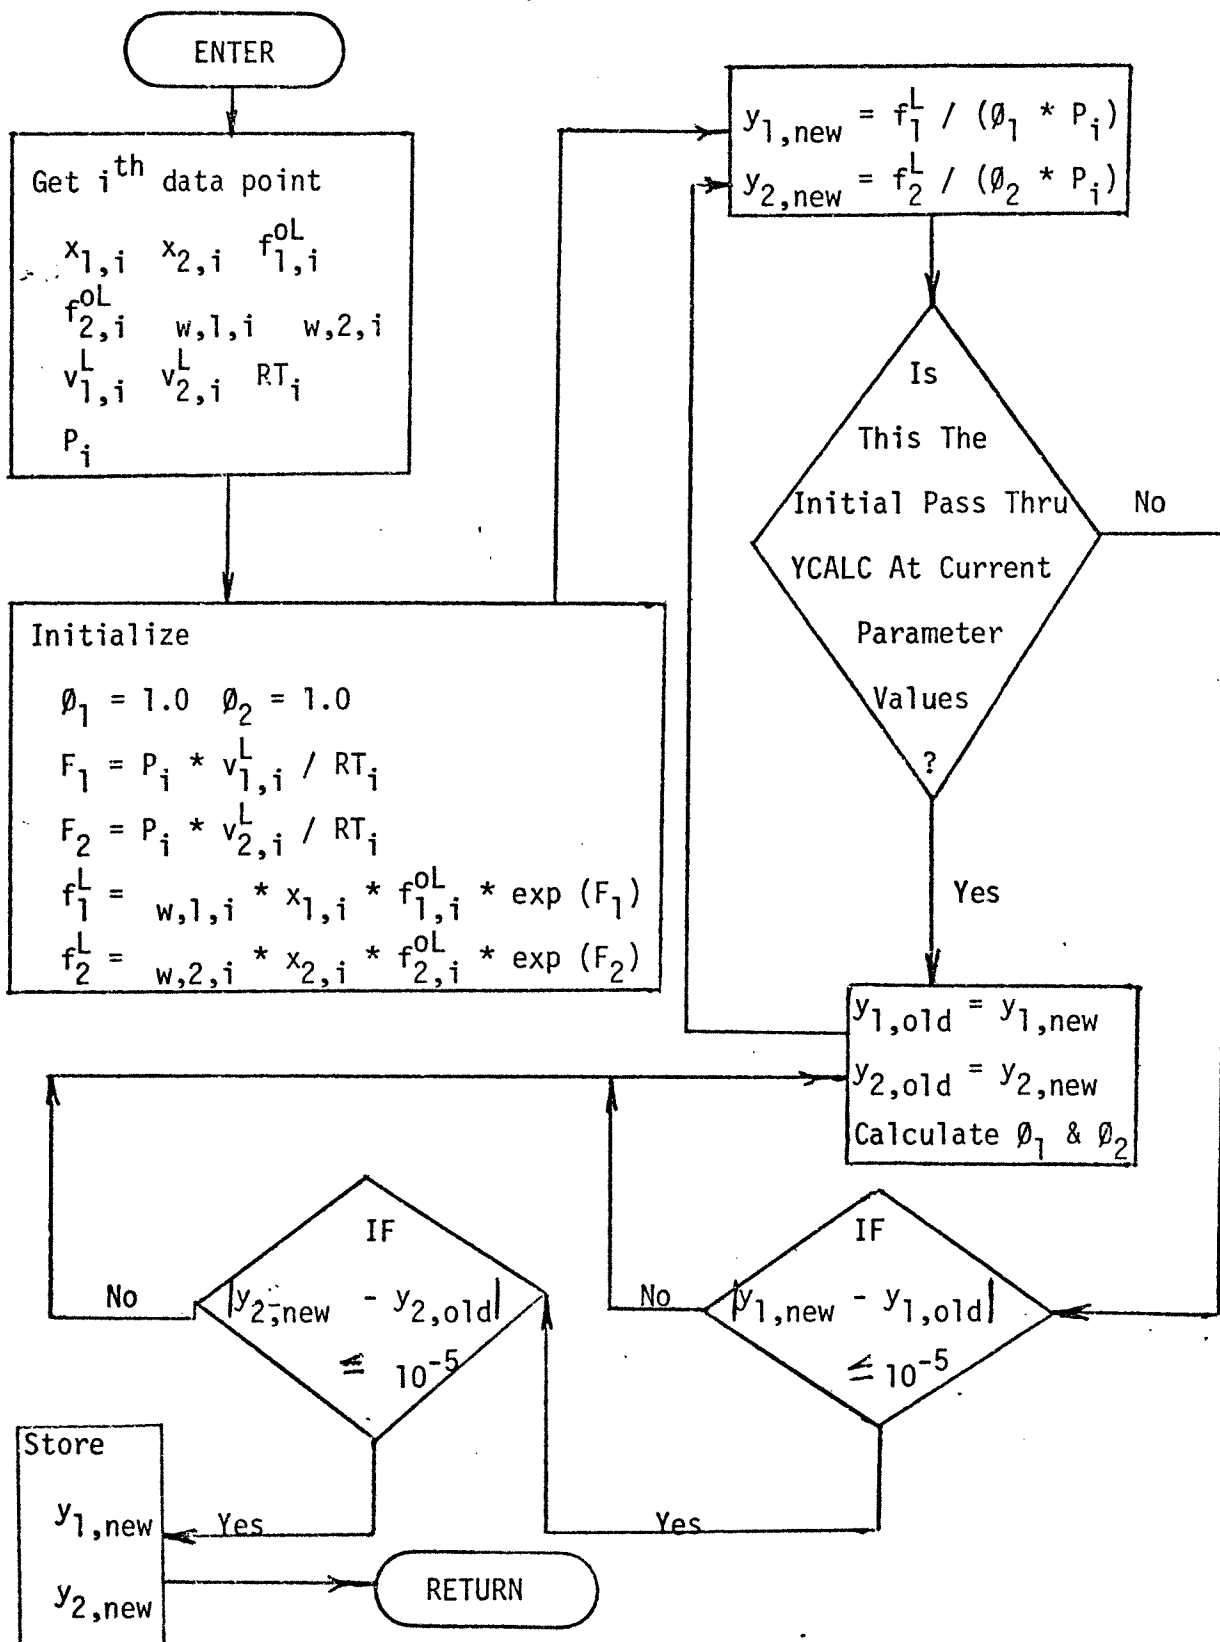 ENTER
Get i^th data point
x_1,i x_2,i f^oL_1,i
f^oL_2,i w,1,i w,2,i
v^L_1,i v^L_2,i RT_i
P_i
Initialize
Ø_1 = 1.0 Ø_2 = 1.0
F_1 = P_i * v^L_1,i / RT_i
F_2 = P_i * v^L_2,i / RT_i
f^L_1 = w,1,i * x_1,i * f^oL_1,i * exp (F_1)
f^L_2 = w,2,i * x_2,i * f^oL_2,i * exp (F_2)
y_1,new = f^L_1 / (Ø_1 * P_i)
y_2,new = f^L_2 / (Ø_2 * P_i)
Is
This The
Initial Pass Thru
YCALC At Current
Parameter
Values
?
No
Yes
y_1,old = y_1,new
y_2,old = y_2,new
Calculate Ø_1 & Ø_2
IF
|y_1,new - y_1,old|
≤ 10^-5
No
Yes
IF
|y_2,new - y_2,old|
≤ 10^-5
No
Yes
Store
y_1,new
y_2,new
RETURN